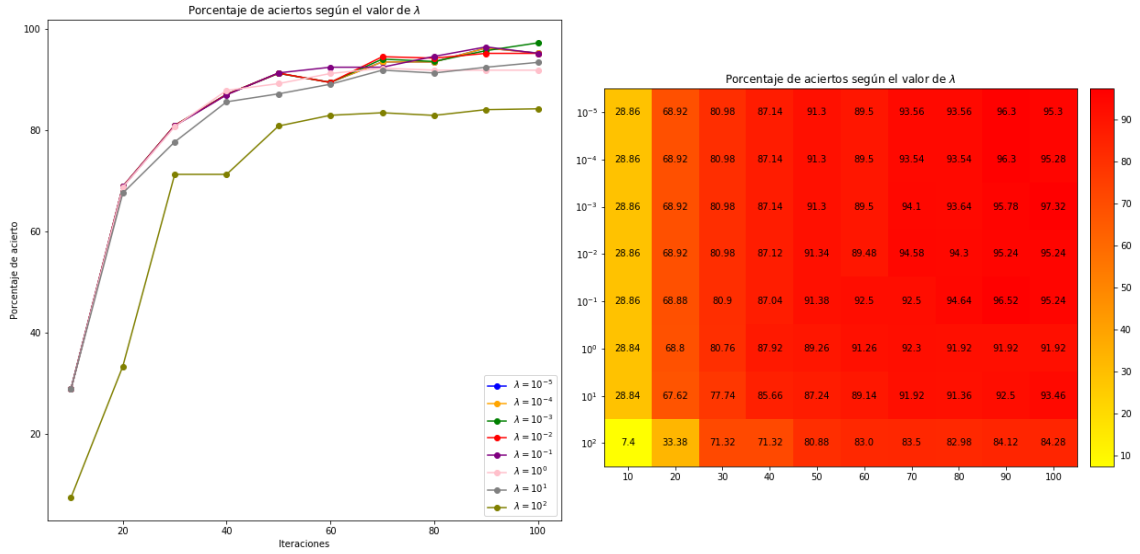 Porcentaje de aciertos según el valor de λ
Porcentaje de acierto
100
80
60
40
20
20 40 60 80 100
Iteraciones
λ = 10⁻⁵
λ = 10⁻⁴
λ = 10⁻³
λ = 10⁻²
λ = 10⁻¹
λ = 10⁰
λ = 10¹
λ = 10²
Porcentaje de aciertos según el valor de λ
10⁻⁵ 28.86 68.92 80.98 87.14 91.3 89.5 93.56 93.56 96.3 95.3
10⁻⁴ 28.86 68.92 80.98 87.14 91.3 89.5 93.54 93.54 96.3 95.28
10⁻³ 28.86 68.92 80.98 87.14 91.3 89.5 94.1 93.64 95.78 97.32
10⁻² 28.86 68.92 80.98 87.12 91.34 89.48 94.58 94.3 95.24 95.24
10⁻¹ 28.86 68.88 80.9 87.04 91.38 92.5 92.5 94.64 96.52 95.24
10⁰ 28.84 68.8 80.76 87.92 89.26 91.26 92.3 91.92 91.92 91.92
10¹ 28.84 67.62 77.74 85.66 87.24 89.14 91.92 91.36 92.5 93.46
10² 7.4 33.38 71.32 71.32 80.88 83.0 83.5 82.98 84.12 84.28
10 20 30 40 50 60 70 80 90 100
90
80
70
60
50
40
30
20
10